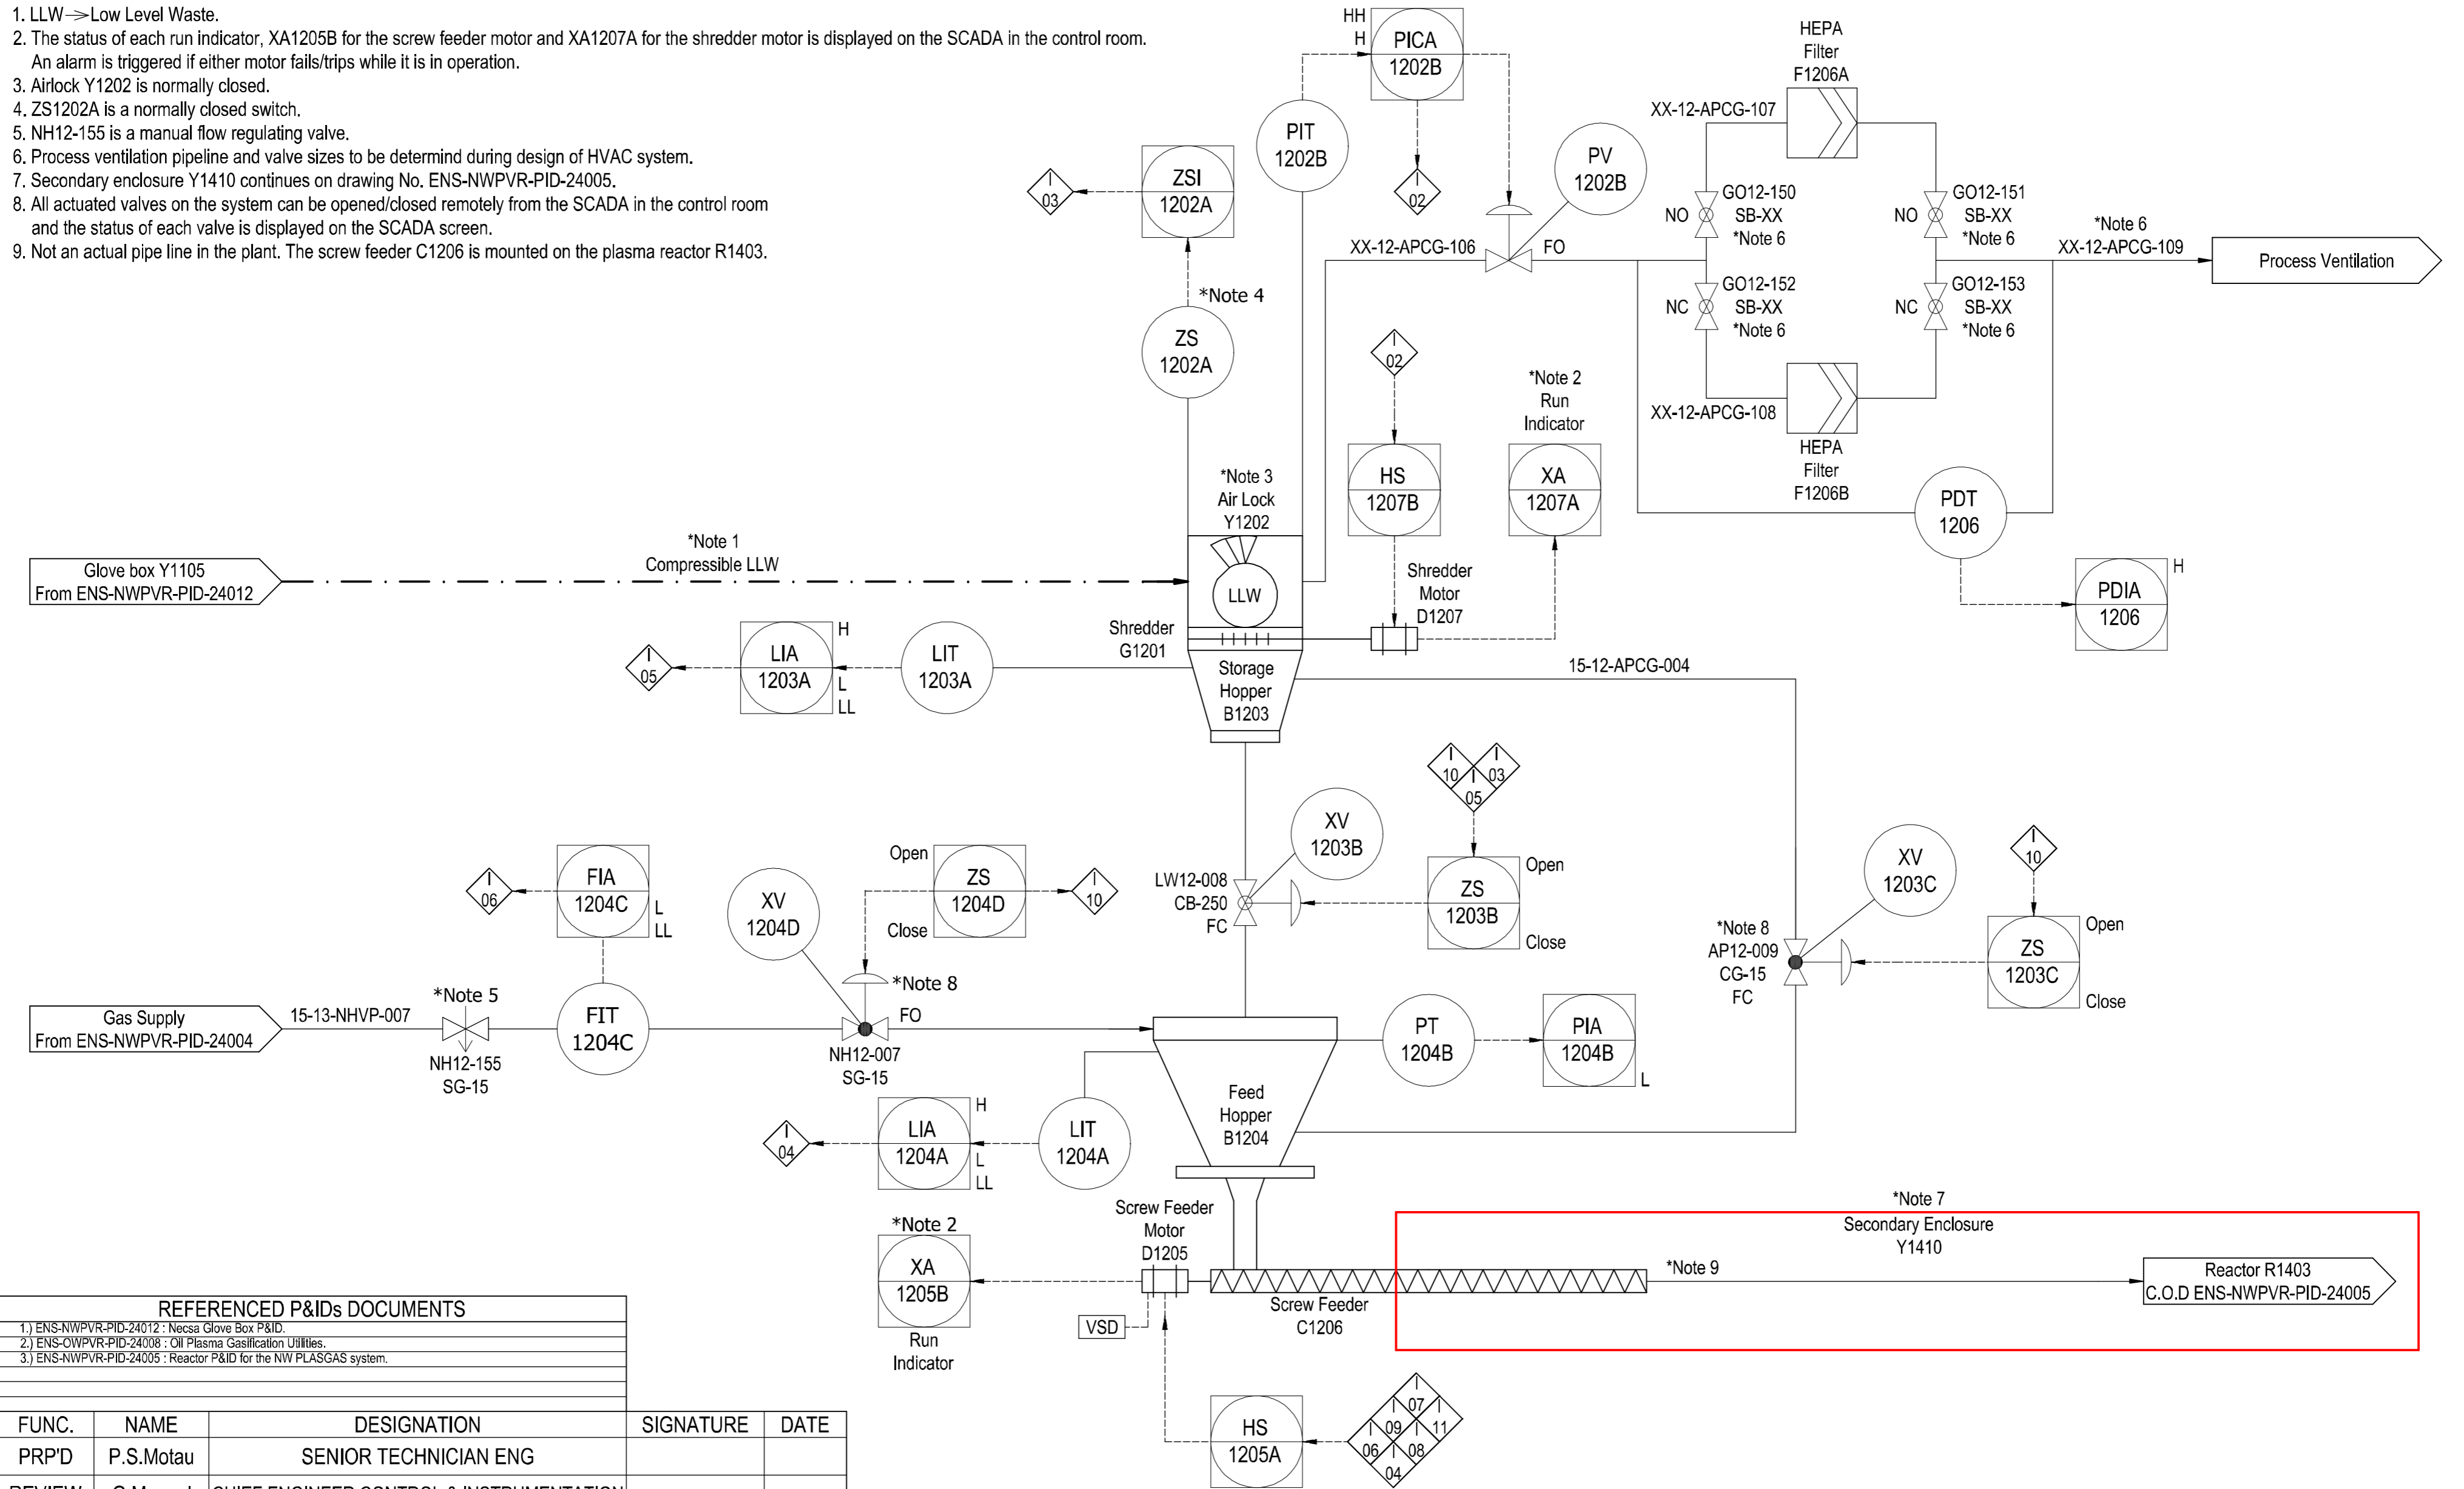 1. LLW->Low Level Waste.
2. The status of each run indicator, XA1205B for the screw feeder motor and XA1207A for the shredder motor is displayed on the SCADA in the control room.
An alarm is triggered if either motor fails/trips while it is in operation.
3. Airlock Y1202 is normally closed.
4. ZS1202A is a normally closed switch.
5. NH12-155 is a manual flow regulating valve.
6. Process ventilation pipeline and valve sizes to be determind during design of HVAC system.
7. Secondary enclosure Y1410 continues on drawing No. ENS-NWPVR-PID-24005.
8. All actuated valves on the system can be opened/closed remotely from the SCADA in the control room
and the status of each valve is displayed on the SCADA screen.
9. Not an actual pipe line in the plant. The screw feeder C1206 is mounted on the plasma reactor R1403.
HH
H
PICA
1202B
I
02
PIT
1202B
ZSI
1202A
I
03
*Note 4
ZS
1202A
PV
1202B
XX-12-APCG-106
FO
HEPA
Filter
F1206A
XX-12-APCG-107
GO12-150
SB-XX
*Note 6
NO
GO12-151
SB-XX
*Note 6
NO
GO12-152
SB-XX
*Note 6
NC
GO12-153
SB-XX
*Note 6
NC
*Note 6
XX-12-APCG-109
Process Ventilation
XX-12-APCG-108
HEPA
Filter
F1206B
PDT
1206
PDIA
1206
H
I
02
HS
1207B
*Note 2
Run
Indicator
XA
1207A
Shredder
Motor
D1207
*Note 3
Air Lock
Y1202
LLW
Glove box Y1105
From ENS-NWPVR-PID-24012
*Note 1
Compressible LLW
Shredder
G1201
Storage
Hopper
B1203
I
05
LIA
1203A
H
L
LL
LIT
1203A
15-12-APCG-004
I
10
I
03
I
05
XV
1203B
LW12-008
CB-250
FC
ZS
1203B
Open
Close
I
10
XV
1203C
*Note 8
AP12-009
CG-15
FC
ZS
1203C
Open
Close
I
06
FIA
1204C
L
LL
XV
1204D
Open
Close
ZS
1204D
I
10
*Note 8
FO
NH12-007
SG-15
Gas Supply
From ENS-NWPVR-PID-24004
15-13-NHVP-007
*Note 5
NH12-155
SG-15
FIT
1204C
PT
1204B
PIA
1204B
L
Feed
Hopper
B1204
I
04
LIA
1204A
H
L
LL
LIT
1204A
*Note 2
XA
1205B
Run
Indicator
Screw Feeder
Motor
D1205
VSD
Screw Feeder
C1206
*Note 7
Secondary Enclosure
Y1410
*Note 9
Reactor R1403
C.O.D ENS-NWPVR-PID-24005
HS
1205A
I
07
I
09
I
11
I
06
I
08
04
REFERENCED P&IDs DOCUMENTS
1.) ENS-NWPVR-PID-24012 : Necsa Glove Box P&ID.
2.) ENS-OWPVR-PID-24008 : Oil Plasma Gasification Utilities.
3.) ENS-NWPVR-PID-24005 : Reactor P&ID for the NW PLASGAS system.
FUNC. NAME DESIGNATION SIGNATURE DATE
PRP'D P.S.Motau SENIOR TECHNICIAN ENG
REVIEW CHIEF ENGINEER CONTROL & INSTRUMENTATION